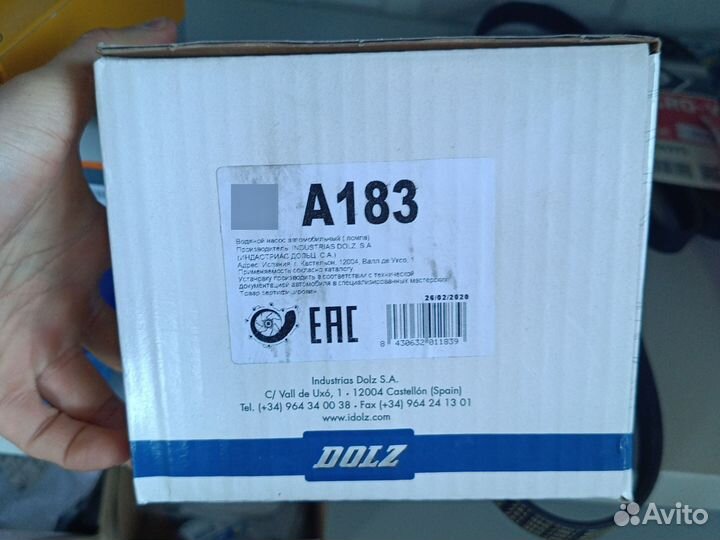 A183
Водяной насос автомобильный ( помпа)
Производитель: INDUSTRIAS DOLZ, S.A
(ИНДАСТРИАС ДОЛЬЦ, С.А.)
Адрес: Испания, г. Кастельон, 12004, Валл де Уксо, 1
Применяемость согласно каталогу
Установку производить в соответствии с технической
документацией автомобиля в специализированных мастерских
Товар сертифицирован
26/02/2020
EAC
8 430632 011839
Industrias Dolz S.A.
C/ Vall de Uxó, 1 • 12004 Castellón (Spain)
Tel. (+34) 964 34 00 38 • Fax (+34) 964 24 13 01
www.idolz.com
DOLZ
Avito